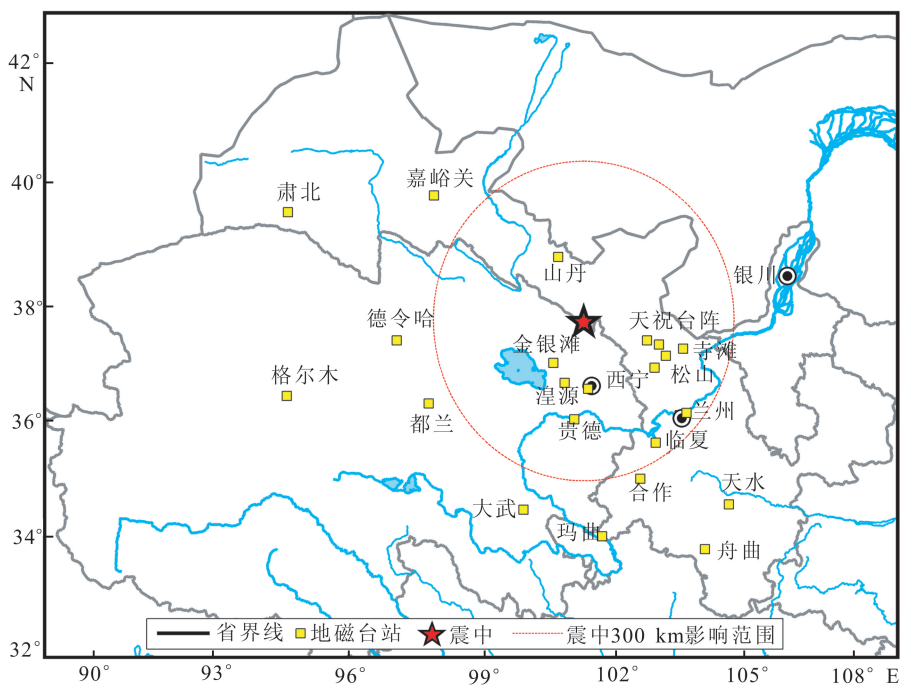 42°
N
40°
38°
36°
34°
32°
嘉峪关
肃北
山丹
银川
德令哈
天祝台阵
金银滩
寺滩
格尔木
西宁
松山
湟源
都兰
贵德
兰州
临夏
合作
天水
大武
玛曲
舟曲
省界线 地磁台站 震中 震中300 km影响范围
90° 93° 96° 99° 102° 105° 108° E